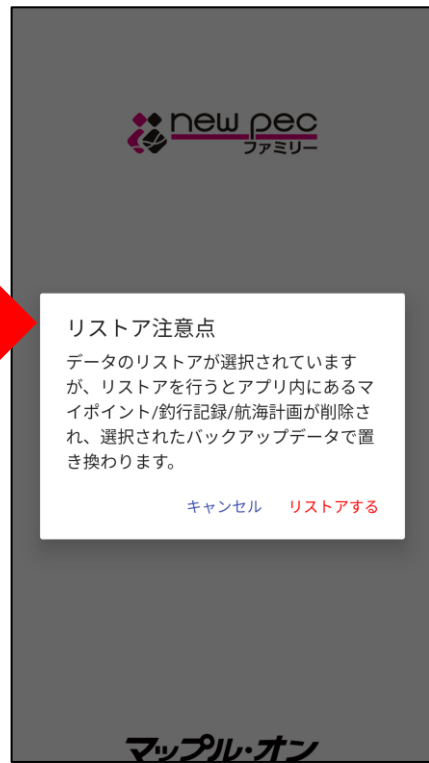 new pec
ファミリー
リストア注意点
データのリストアが選択されています
が、リストアを行うとアプリ内にあるマ
イポイント/釣行記録/航海計画が削除さ
れ、選択されたバックアップデータで置
き換わります。
キャンセル リストアする
マップル・オン